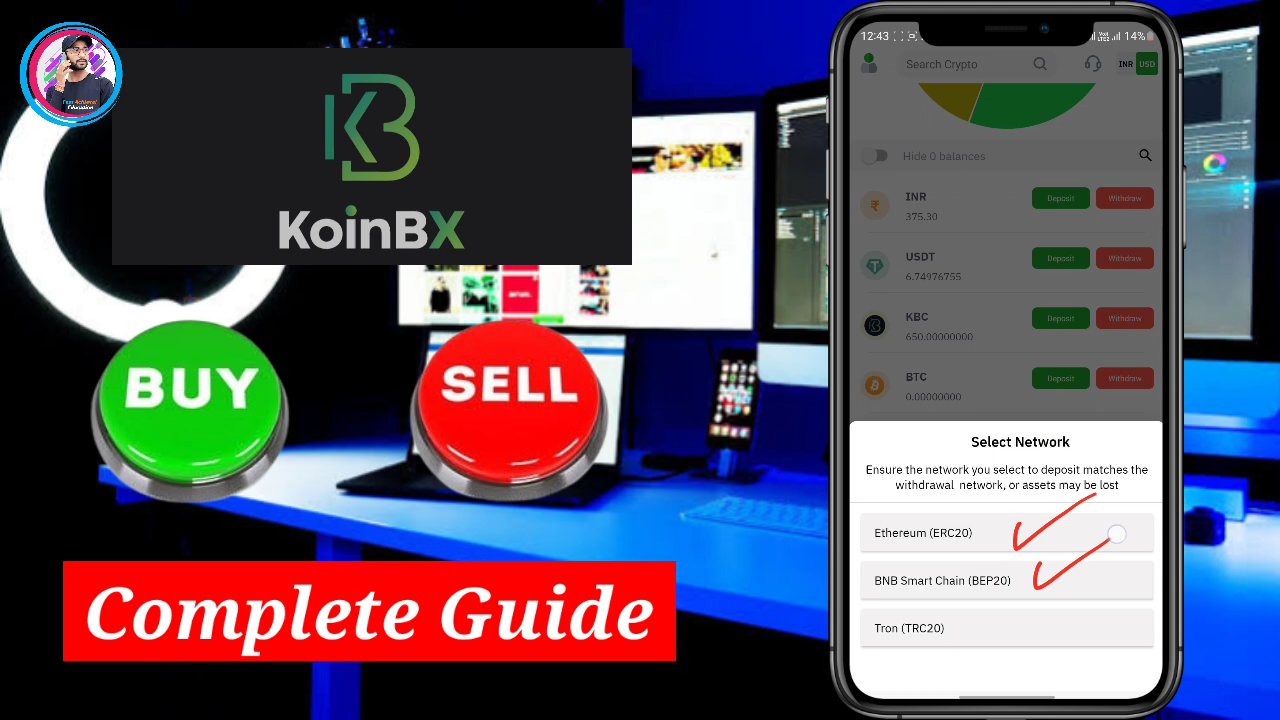 Team Achiever
Education
KoinBX
BUY
SELL
Complete Guide
12:43
14%
Search Crypto
INR
USD
Hide 0 balances
INR
375.30
Deposit
Withdraw
USDT
6.74976755
Deposit
Withdraw
KBC
650.00000000
Deposit
Withdraw
BTC
0.00000000
Deposit
Withdraw
Select Network
Ensure the network you select to deposit matches the
withdrawal network, or assets may be lost
Ethereum (ERC20)
BNB Smart Chain (BEP20)
Tron (TRC20)